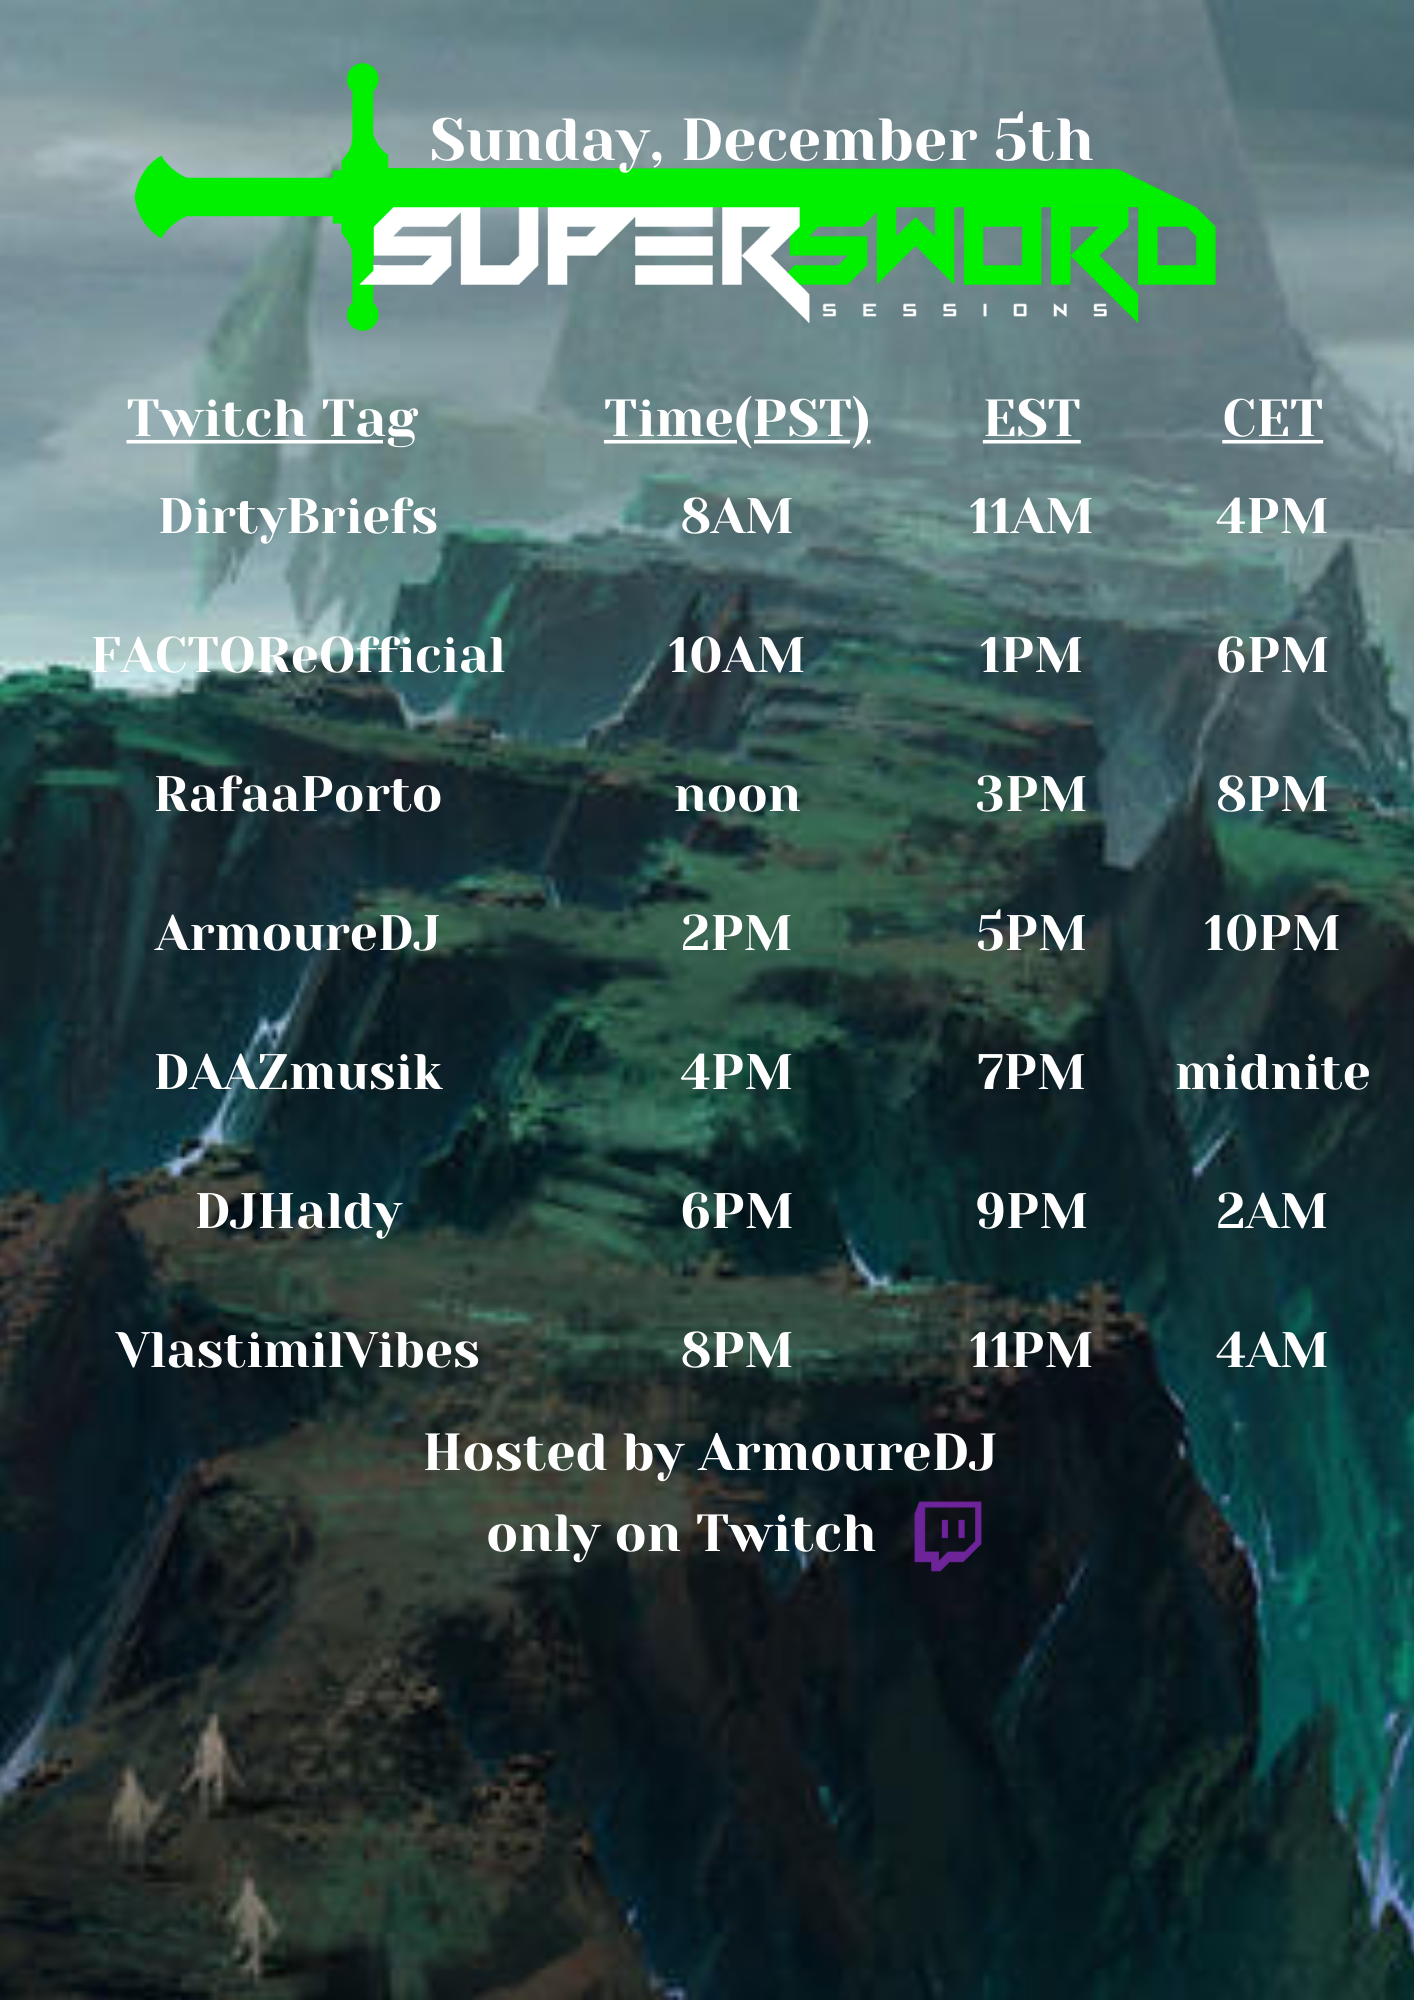 Sunday, December 5th
SUPERSWORD
SESSIONS
Twitch Tag Time(PST) EST CET
DirtyBriefs 8AM 11AM 4PM
FACTOReOfficial 10AM 1PM 6PM
RafaaPorto noon 3PM 8PM
ArmoureDJ 2PM 5PM 10PM
DAAZmusik 4PM 7PM midnite
DJHaldy 6PM 9PM 2AM
VlastimilVibes 8PM 11PM 4AM
Hosted by ArmoureDJ
only on Twitch